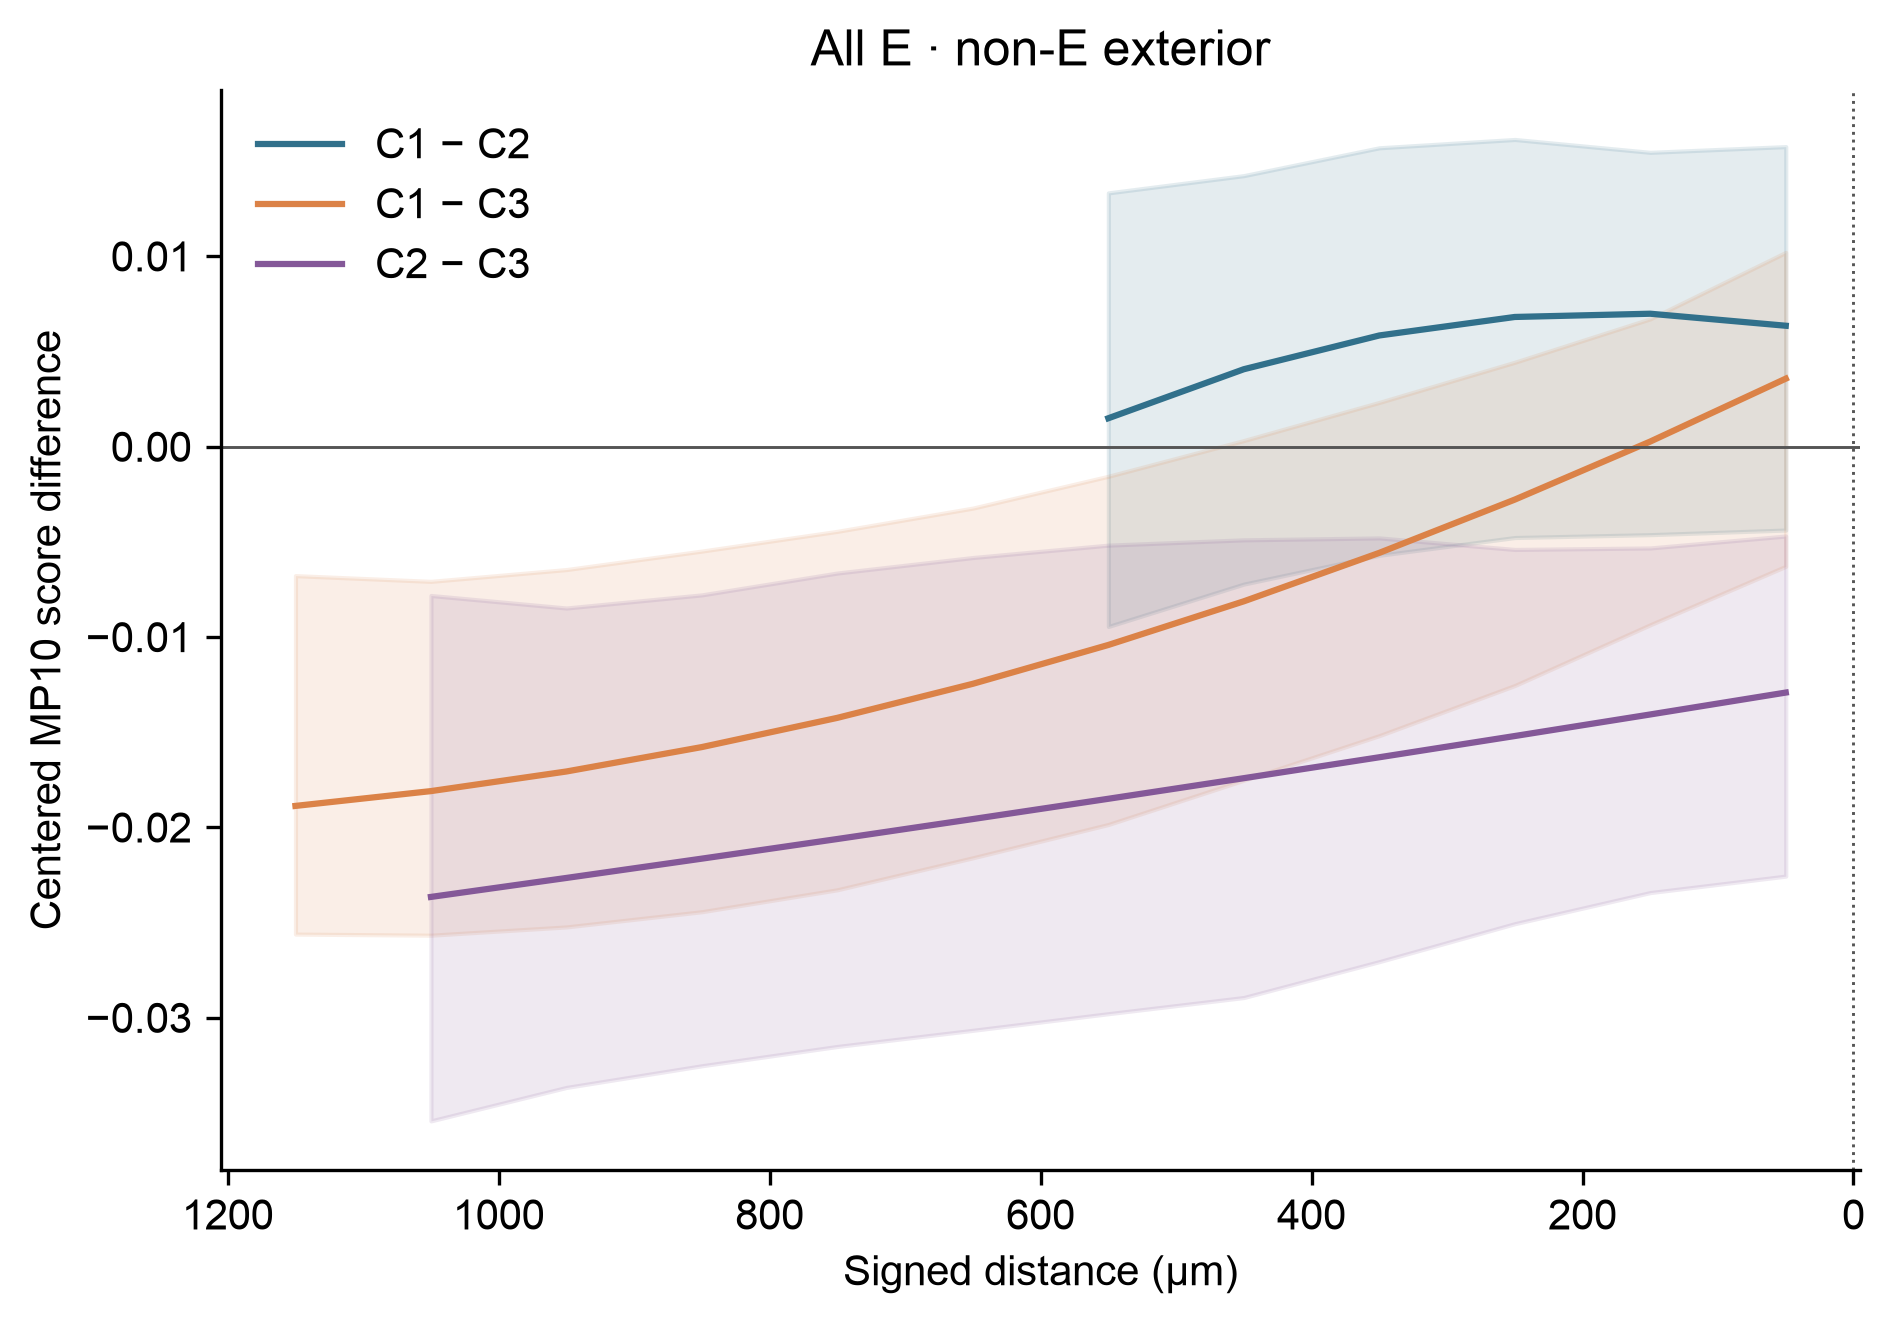 All E · non-E exterior
C1 − C2
C1 − C3
C2 − C3
Centered MP10 score difference
0.01
0.00
−0.01
−0.02
−0.03
1200 1000 800 600 400 200 0
Signed distance (μm)